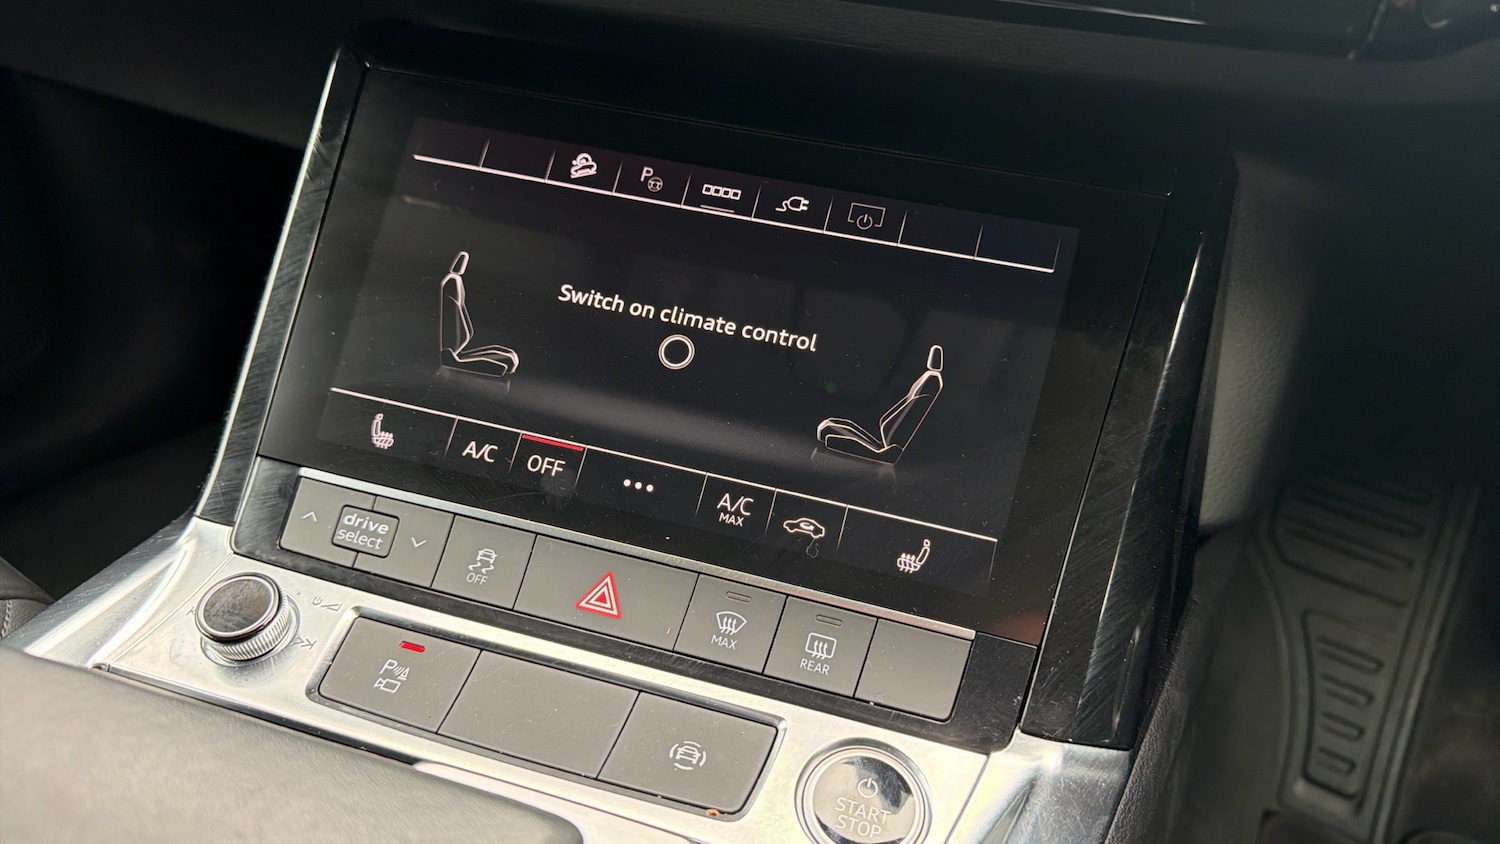 P
Switch on climate control
A/C
OFF
A/C
MAX
drive
select
OFF
MAX
REAR
P
START
STOP